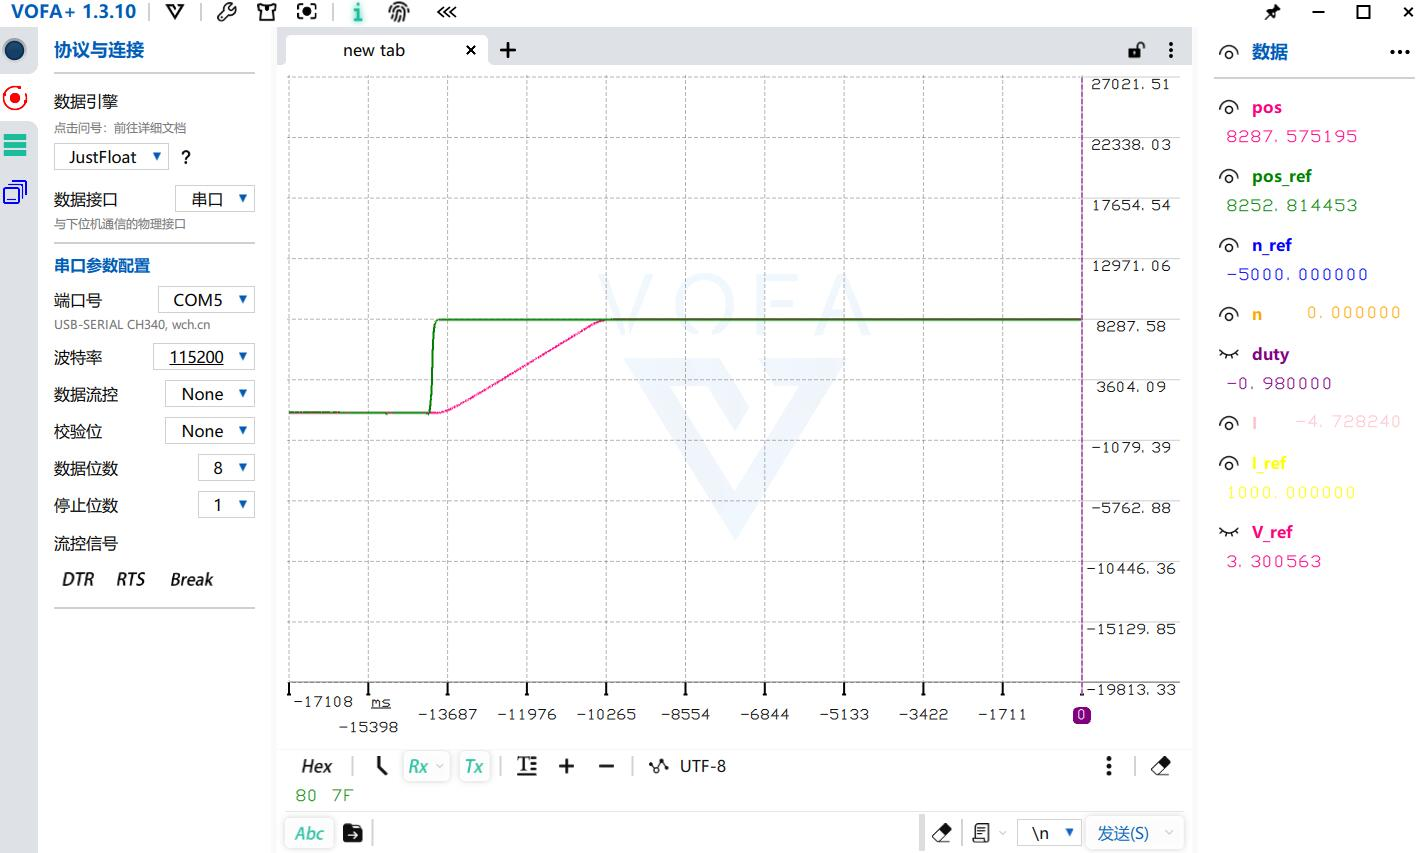 VOFA+ 1.3.10
协议与连接
数据引擎
点击问号：前往详细文档
JustFloat
?
数据接口
串口
与下位机通信的物理接口
串口参数配置
端口号
COM5
USB-SERIAL CH340, wch.cn
波特率
115200
数据流控
None
校验位
None
数据位数
8
停止位数
1
流控信号
DTR RTS Break
new tab
27021.51
22338.03
17654.54
12971.06
8287.58
3604.09
-1079.39
-5762.88
-10446.36
-15129.85
-19813.33
VOFA
-17108 ms
-15398
-13687
-11976
-10265
-8554
-6844
-5133
-3422
-1711
0
Hex
Rx
Tx
UTF-8
80 7F
Abc
\n
发送(S)
数据
pos
8287.575195
pos_ref
8252.814453
n_ref
-5000.000000
n 0.000000
duty
-0.980000
I -4.728240
I_ref
1000.000000
V_ref
3.300563